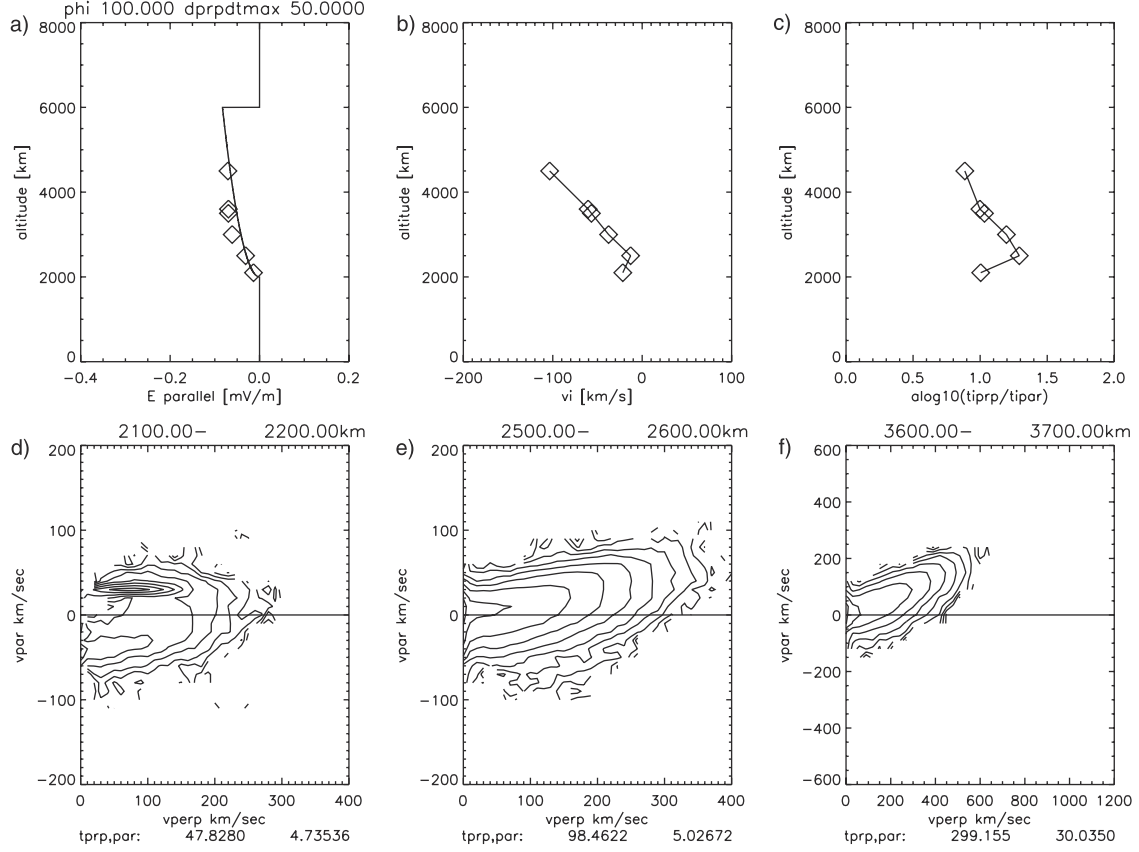 phi 100.000 dprpdtmax 50.0000
a)
b)
c)
8000
6000
4000
2000
0
altitude [km]
−0.4
−0.2
0.0
0.2
E parallel [mV/m]
8000
6000
4000
2000
0
altitude [km]
−200
−100
0
100
vi [km/s]
8000
6000
4000
2000
0
altitude [km]
0.0
0.5
1.0
1.5
2.0
alog10(tiprp/tipar)
d)
2100.00−
2200.00km
200
100
0
−100
−200
vpar km/sec
0
100
200
300
400
vperp km/sec
tprp,par:
47.8280
4.73536
e)
2500.00−
2600.00km
200
100
0
−100
−200
vpar km/sec
0
100
200
300
400
vperp km/sec
tprp,par:
98.4622
5.02672
f)
3600.00−
3700.00km
600
400
200
0
−200
−400
−600
vpar km/sec
0
200
400
600
800
1000
1200
vperp km/sec
tprp,par:
299.155
30.0350